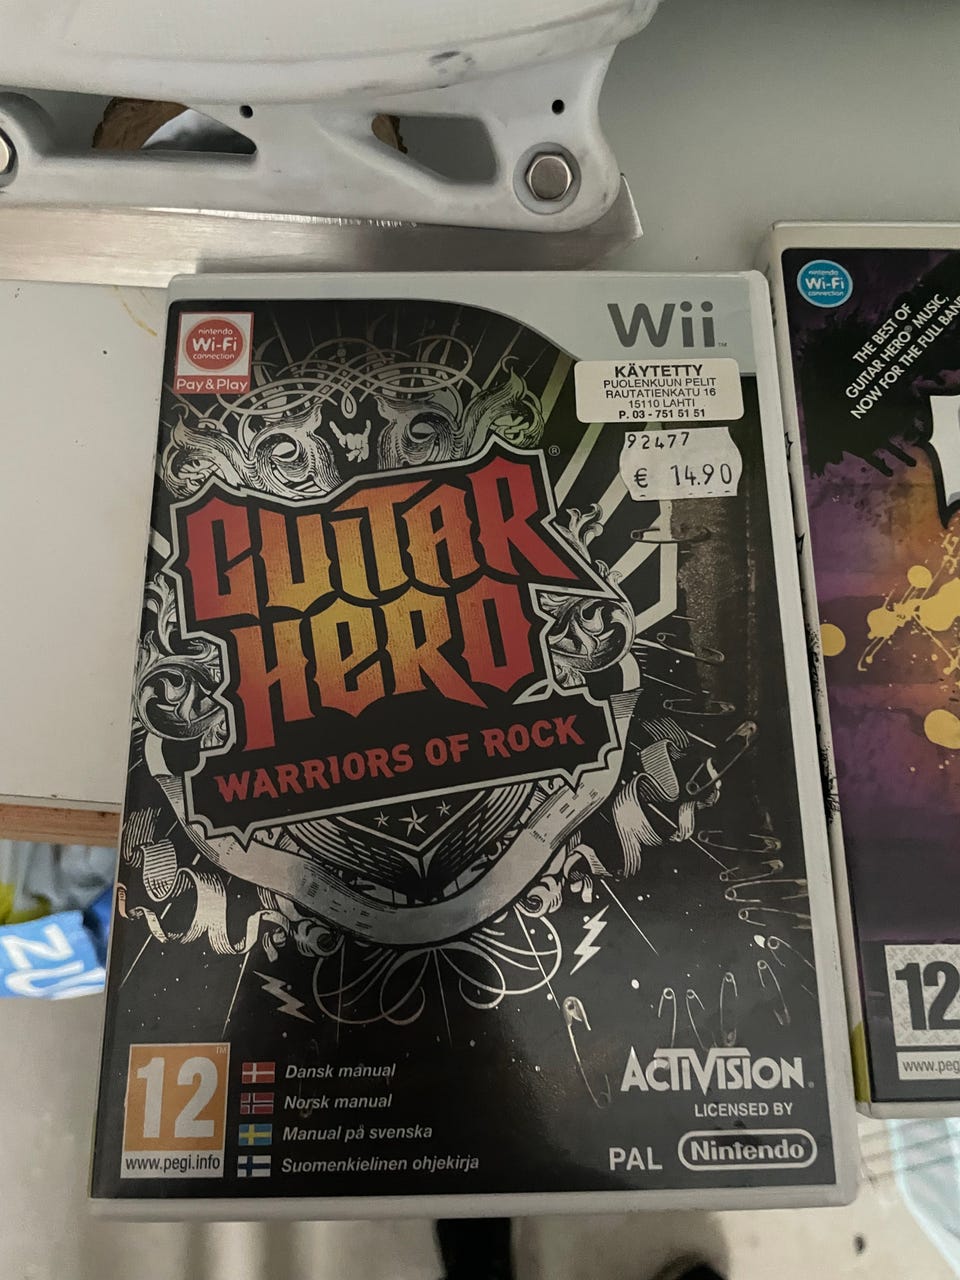 Wii
nintendo
Wi-Fi
connection
Pay & Play
KÄYTETTY
PUOLENKUUN PELIT
RAUTATIENKATU 16
15110 LAHTI
P. 03 - 751 51 51
92477
€ 14.90
GUITAR
HERO
®
WARRIORS OF ROCK
12
www.pegi.info
Dansk manual
Norsk manual
Manual på svenska
Suomenkielinen ohjekirja
ACTIVISION®
LICENSED BY
PAL Nintendo
nintendo
Wi-Fi
connection
THE BEST OF
GUITAR HERO® MUSIC,
NOW FOR THE FULL BAND
12
www.peg